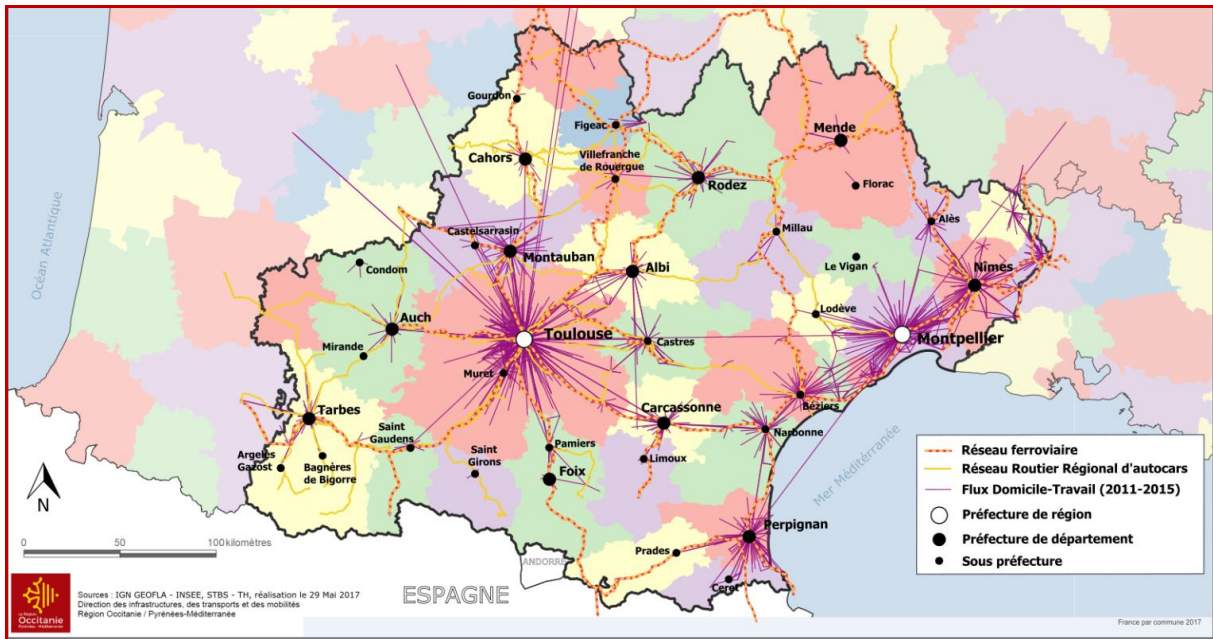 Gourdon
Figeac
Mende
Cahors
Villefranche
de Rouergue
Rodez
Florac
Océan Atlantique
Castelsarrasin
Alès
Millau
Condom
Montauban
Albi
Le Vigan
Nîmes
Auch
Lodève
Toulouse
Montpellier
Mirande
Castres
Muret
Béziers
Tarbes
Carcassonne
Saint
Gaudens
Narbonne
Pamiers
Argelès
Gazost
Bagnères
de Bigorre
Saint
Girons
Limoux
Foix
Mer Méditérranée
Perpignan
Prades
Ceret
ANDORRE
ESPAGNE
N
0 50 100 kilomètres
Réseau ferroviaire
Réseau Routier Régional d'autocars
Flux Domicile-Travail (2011-2015)
Préfecture de région
Préfecture de département
Sous préfecture
La Région
Occitanie
Pyrénées - Méditerranée
Sources : IGN GEOFLA - INSEE, STBS - TH, réalisation le 29 Mai 2017
Direction des infrastructures, des transports et des mobilités
Région Occitanie / Pyrénées-Méditerranée
France par commune 2017